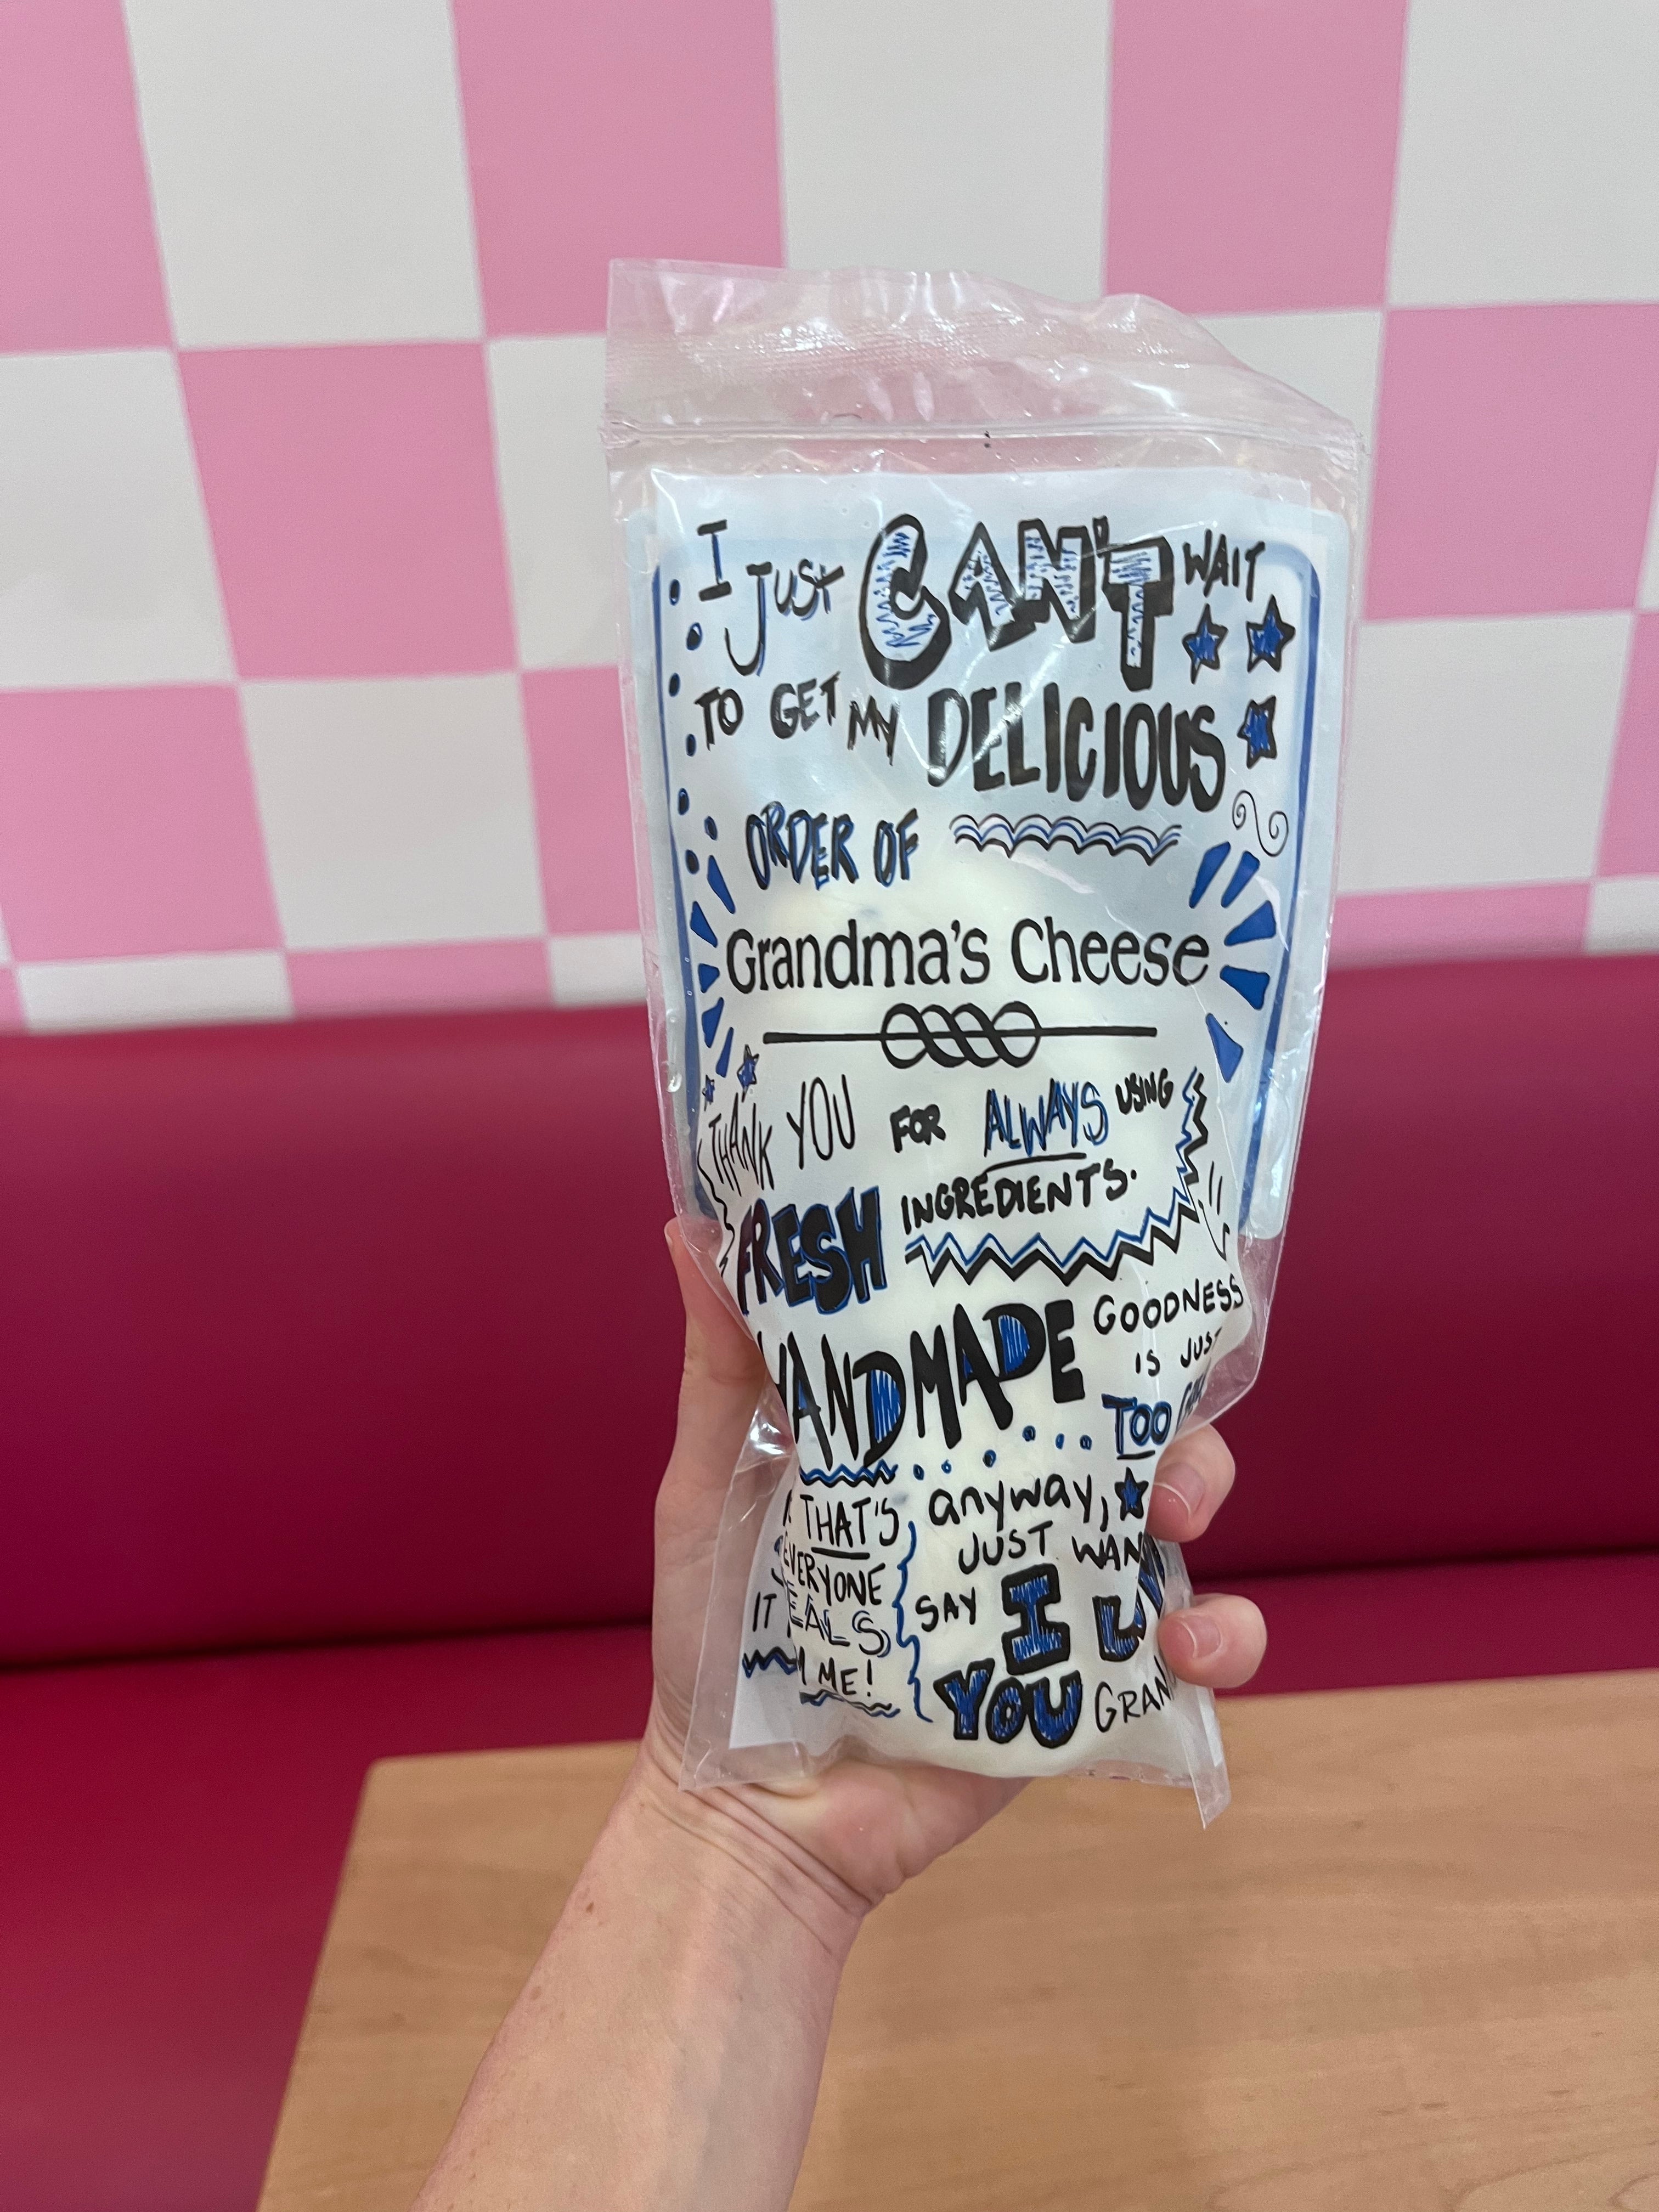 I JUST CAN'T WAIT
TO GET MY DELICIOUS
ORDER OF
Grandma's Cheese
THANK YOU FOR ALWAYS USING
FRESH INGREDIENTS.
HANDMADE GOODNESS
IS JUST
TOO
THAT'S
EVERYONE
IT
ME!
anyway,
JUST
SAY I
YOU